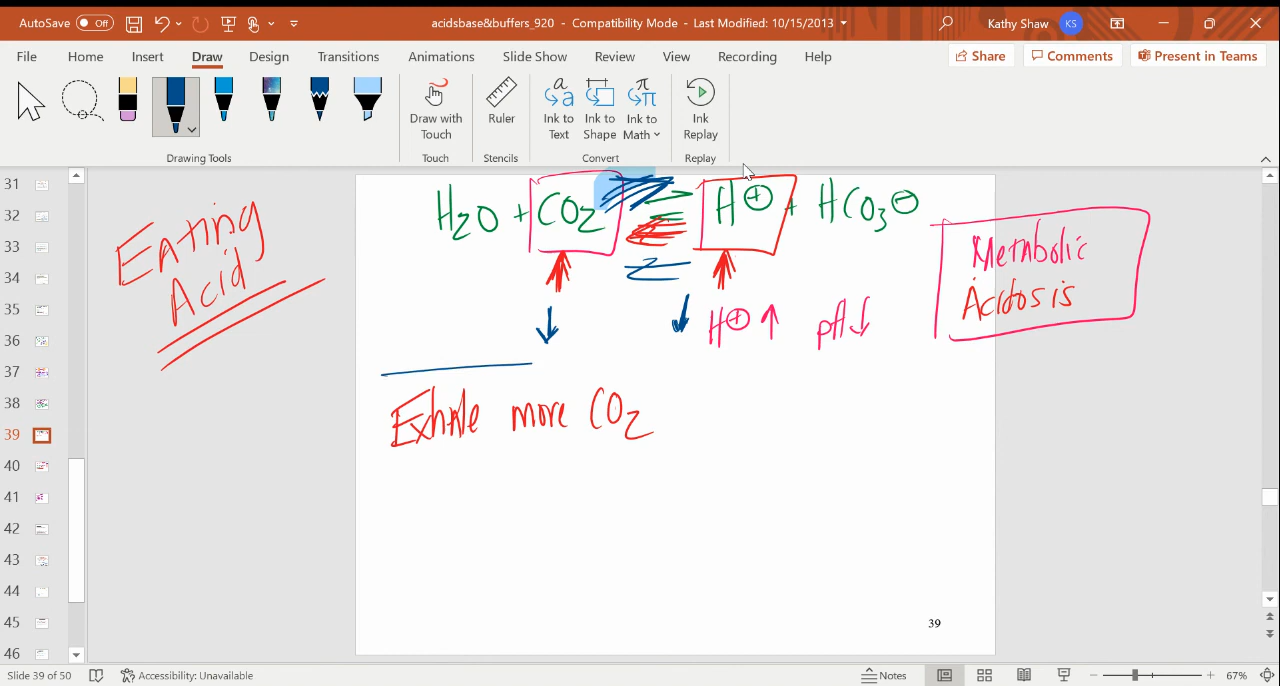 AutoSave Off acidsbase&buffers_920 - Compatibility Mode - Last Modified: 10/15/2013 Kathy Shaw KS
File Home Insert Draw Design Transitions Animations Slide Show Review View Recording Help Share Comments Present in Teams
Draw with Touch
Ruler
Ink to Text
Ink to Shape
Ink to Math
Ink Replay
Drawing Tools Touch Stencils Convert Replay
31
32
33
34
35
36
37
38
39
40
41
42
43
44
45
46
Eating
Acid
H2O + CO2 ⇌ H⊕ + HCO3⊖
H⊕ ↑ pH ↓
Metabolic
Acidosis
Exhale more CO2
39
Slide 39 of 50 Accessibility: Unavailable Notes 67%